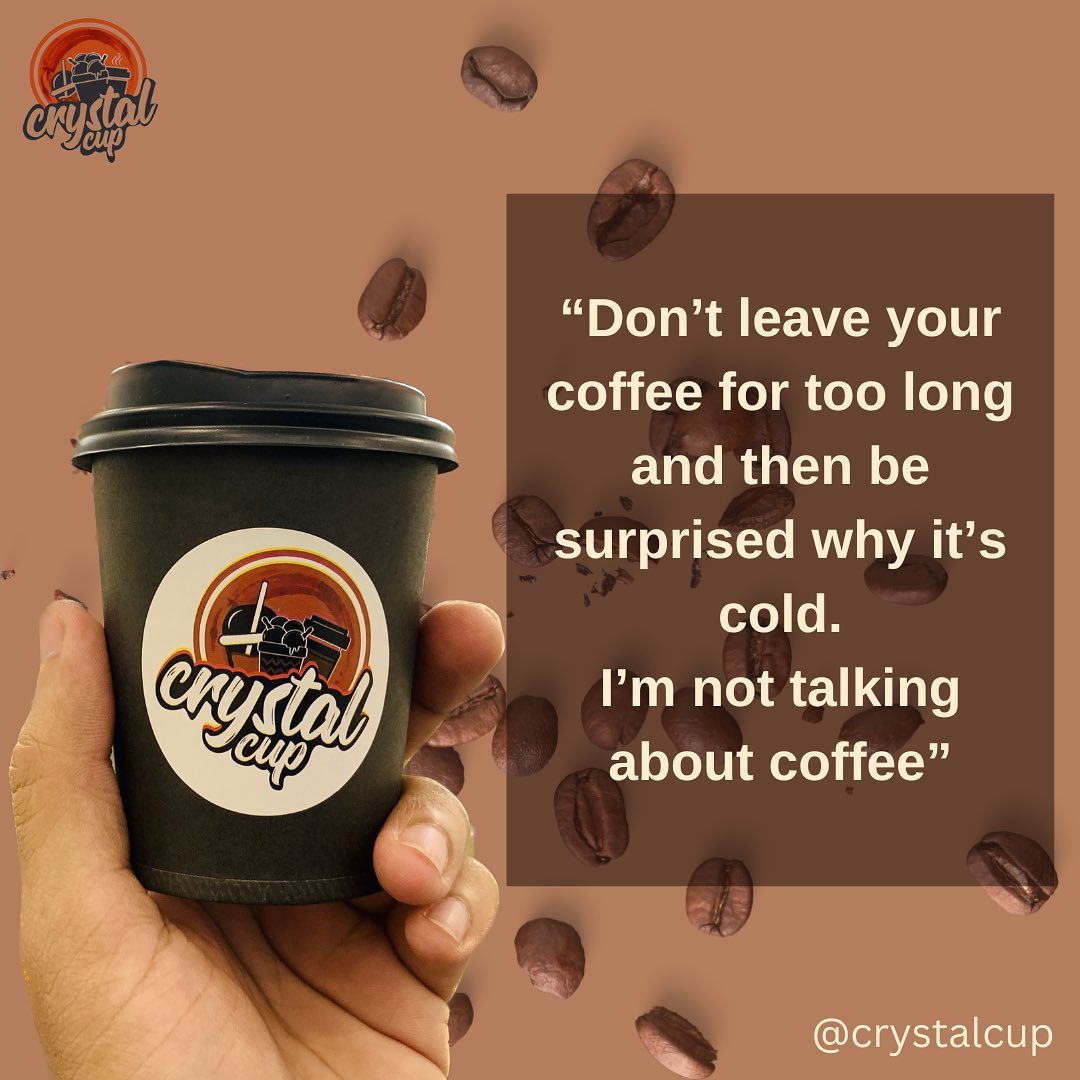 crystal
cup
“Don’t leave your
coffee for too long
and then be
surprised why it’s
cold.
I’m not talking
about coffee”
crystal
cup
@crystalcup